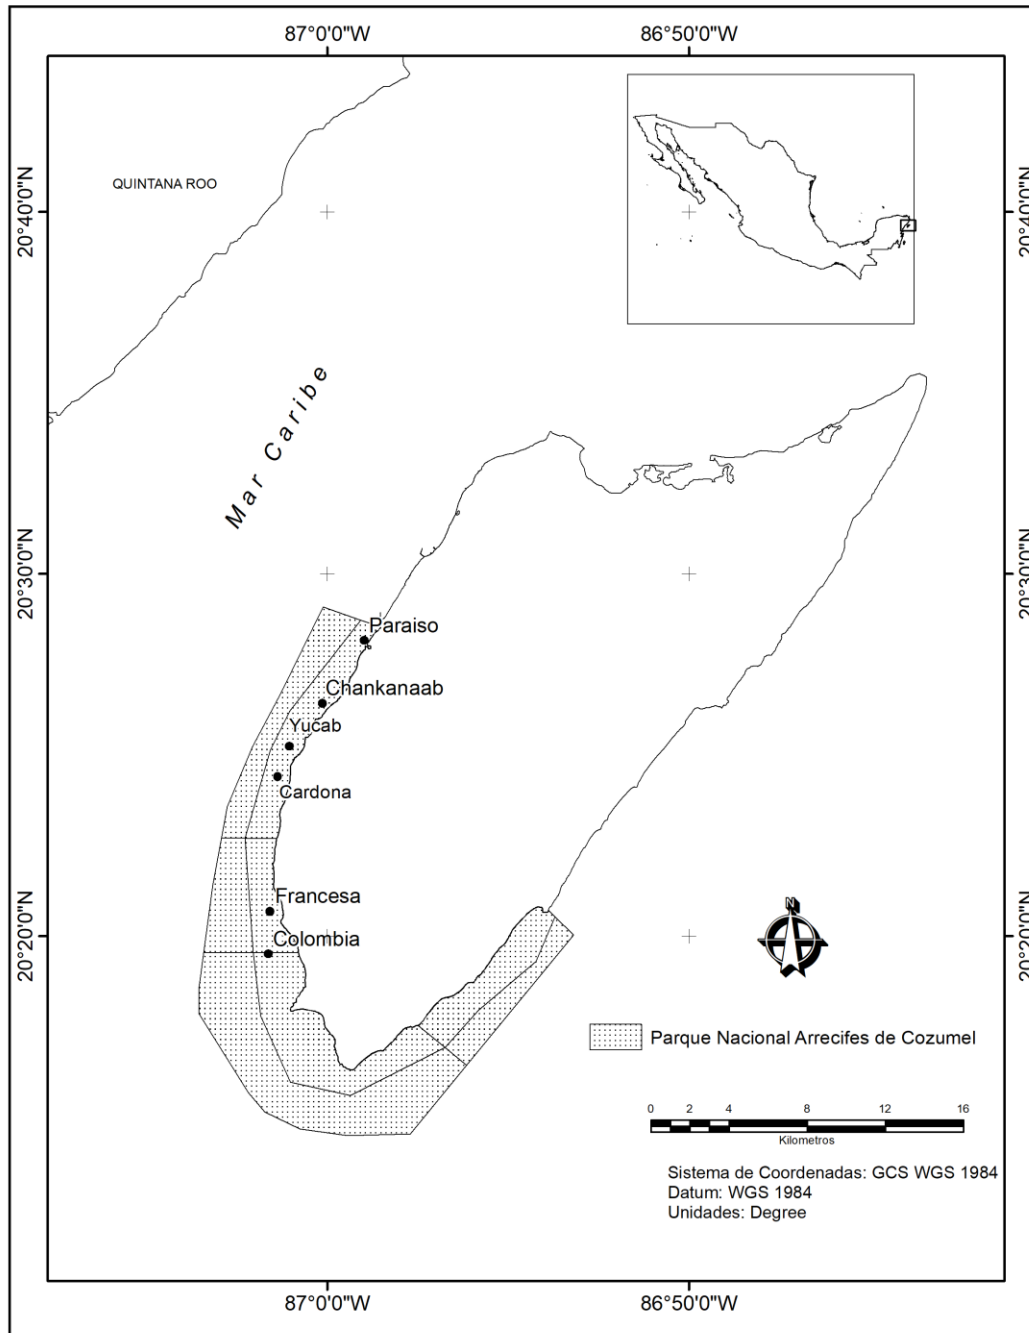 87°0'0"W
86°50'0"W
QUINTANA ROO
20°40'0"N
20°40'0"N
Mar Caribe
20°30'0"N
20°30'0"N
Paraiso
Chankanaab
Yucab
Cardona
Francesa
Colombia
20°20'0"N
20°20'0"N
N
Parque Nacional Arrecifes de Cozumel
0 2 4 8 12 16
Kilometros
Sistema de Coordenadas: GCS WGS 1984
Datum: WGS 1984
Unidades: Degree
87°0'0"W
86°50'0"W